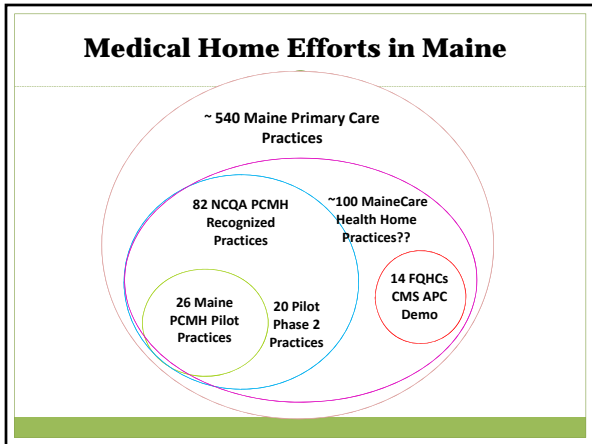 Medical Home Efforts in Maine
~ 540 Maine Primary Care
Practices
82 NCQA PCMH
Recognized
Practices
~100 MaineCare
Health Home
Practices??
14 FQHCs
CMS APC
Demo
26 Maine
PCMH Pilot
Practices
20 Pilot
Phase 2
Practices